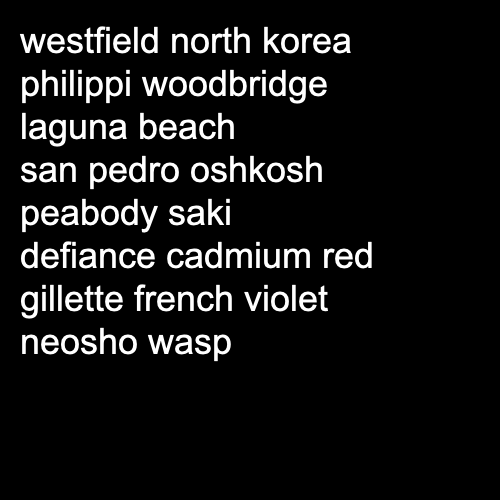 westfield north korea
philippi woodbridge
laguna beach
san pedro oshkosh
peabody saki
defiance cadmium red
gillette french violet
neosho wasp